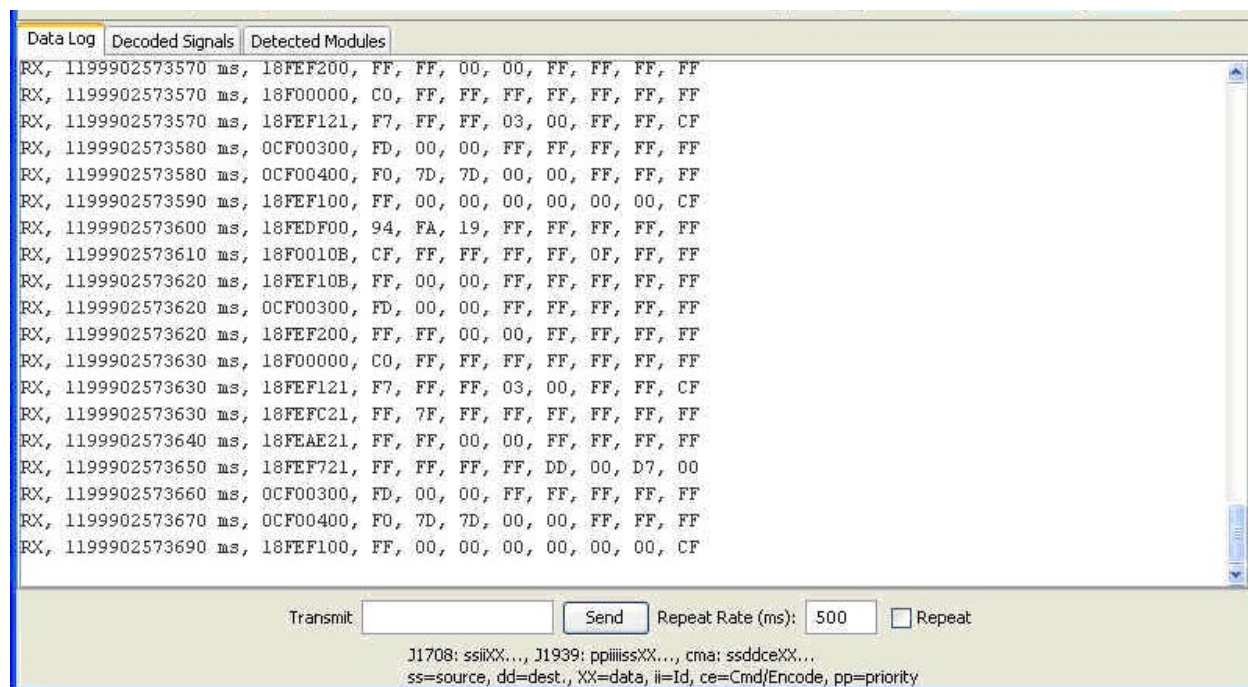 Data Log Decoded Signals Detected Modules
RX, 1199902573570 ms, 18FEF200, FF, FF, 00, 00, FF, FF, FF, FF
RX, 1199902573570 ms, 18F00000, C0, FF, FF, FF, FF, FF, FF, FF
RX, 1199902573570 ms, 18FEF121, F7, FF, FF, 03, 00, FF, FF, CF
RX, 1199902573580 ms, 0CF00300, FD, 00, 00, FF, FF, FF, FF, FF
RX, 1199902573580 ms, 0CF00400, F0, 7D, 7D, 00, 00, FF, FF, FF
RX, 1199902573590 ms, 18FEF100, FF, 00, 00, 00, 00, 00, 00, CF
RX, 1199902573600 ms, 18FEDF00, 94, FA, 19, FF, FF, FF, FF, FF
RX, 1199902573610 ms, 18F0010B, CF, FF, FF, FF, FF, 0F, FF, FF
RX, 1199902573620 ms, 18FEF10B, FF, 00, 00, FF, FF, FF, FF, FF
RX, 1199902573620 ms, 0CF00300, FD, 00, 00, FF, FF, FF, FF, FF
RX, 1199902573620 ms, 18FEF200, FF, FF, 00, 00, FF, FF, FF, FF
RX, 1199902573630 ms, 18F00000, C0, FF, FF, FF, FF, FF, FF, FF
RX, 1199902573630 ms, 18FEF121, F7, FF, FF, 03, 00, FF, FF, CF
RX, 1199902573630 ms, 18FEFC21, FF, 7F, FF, FF, FF, FF, FF, FF
RX, 1199902573640 ms, 18FEAE21, FF, FF, 00, 00, FF, FF, FF, FF
RX, 1199902573650 ms, 18FEF721, FF, FF, FF, FF, DD, 00, D7, 00
RX, 1199902573660 ms, 0CF00300, FD, 00, 00, FF, FF, FF, FF, FF
RX, 1199902573670 ms, 0CF00400, F0, 7D, 7D, 00, 00, FF, FF, FF
RX, 1199902573690 ms, 18FEF100, FF, 00, 00, 00, 00, 00, 00, CF
Transmit Send Repeat Rate (ms): 500 Repeat
J1708: ssiiXX..., J1939: ppiiiissXX..., cma: ssddceXX...
ss=source, dd=dest., XX=data, ii=Id, ce=Cmd/Encode, pp=priority